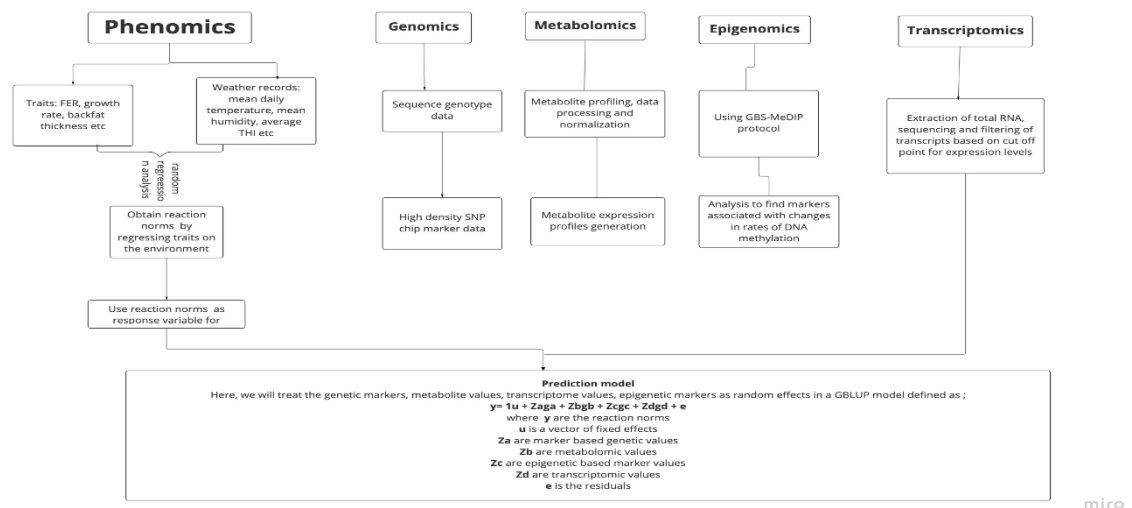 Phenomics
Traits: FER, growth
rate, backfat
thickness etc
Weather records:
mean daily
temperature, mean
humidity, average
THI etc
random
regreessio
n analysis
Obtain reaction
norms by
regressing traits on
the environment
Use reaction norms as
response variable for
Genomics
Sequence genotype
data
High density SNP
chip marker data
Metabolomics
Metabolite profiling, data
processing and
normalization
Metabolite expression
profiles generation
Epigenomics
Using GBS-MeDIP
protocol
Analysis to find markers
associated with changes
in rates of DNA
methylation
Transcriptomics
Extraction of total RNA,
sequencing and filtering of
transcripts based on cut off
point for expression levels
Prediction model
Here, we will treat the genetic markers, metabolite values, transcriptome values, epigenetic markers as random effects in a GBLUP model defined as ;
y= 1u + Zaga + Zbgb + Zcgc + Zdgd + e
where y are the reaction norms
u is a vector of fixed effects
Za are marker based genetic values
Zb are metabolomic values
Zc are epigenetic based marker values
Zd are transcriptomic values
e is the residuals
miro